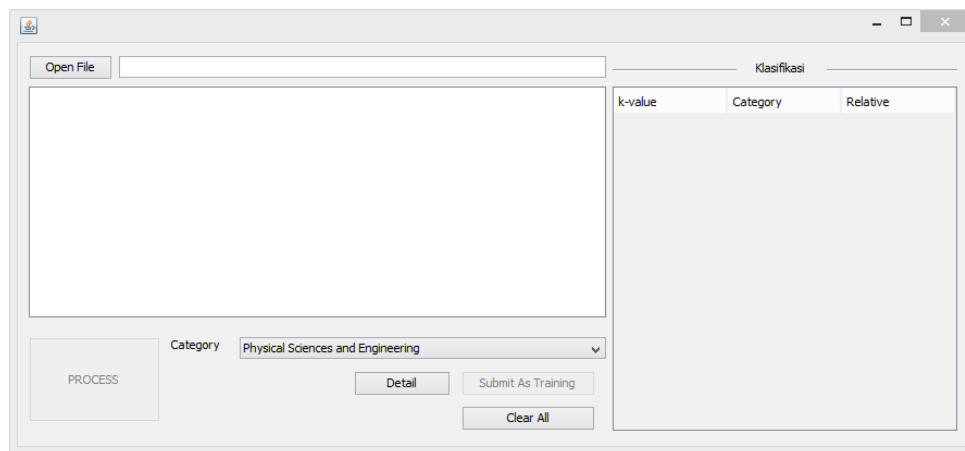 Open File
Klasifikasi
k-value Category Relative
Category Physical Sciences and Engineering
PROCESS
Detail Submit As Training
Clear All